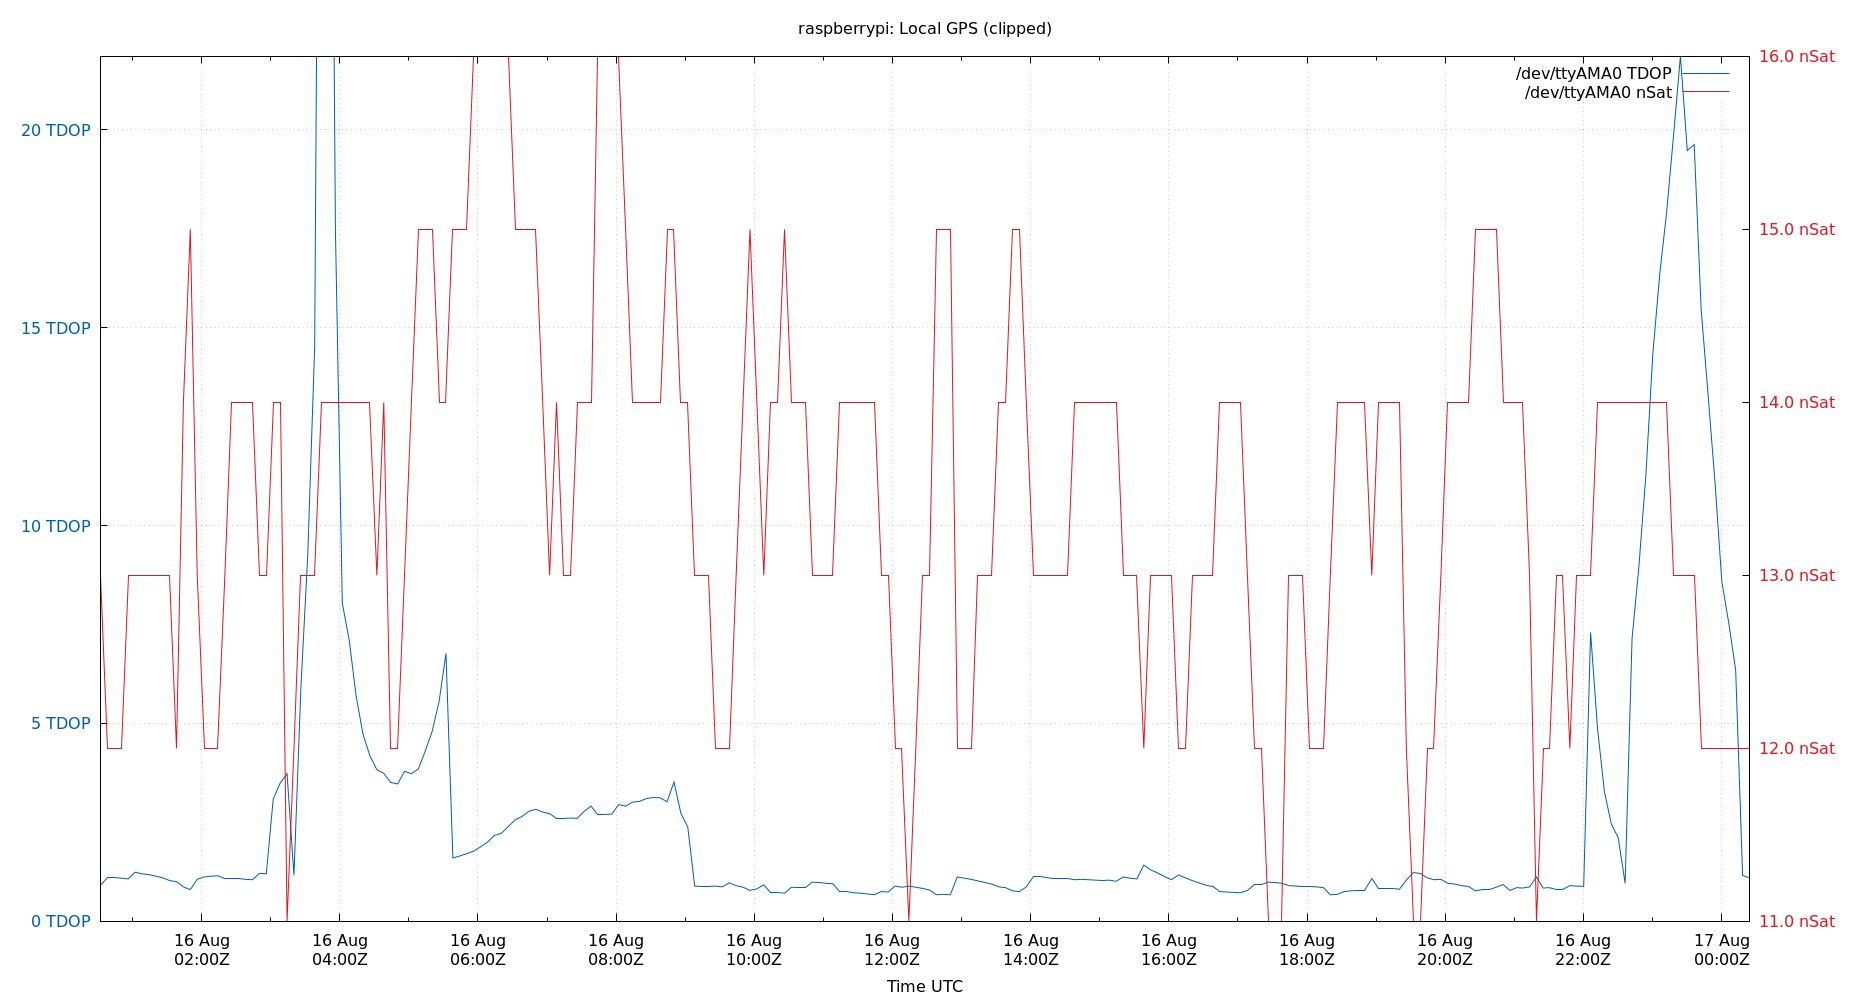 raspberrypi: Local GPS (clipped)
/dev/ttyAMA0 TDOP
/dev/ttyAMA0 nSat
20 TDOP
15 TDOP
10 TDOP
5 TDOP
0 TDOP
16.0 nSat
15.0 nSat
14.0 nSat
13.0 nSat
12.0 nSat
11.0 nSat
16 Aug 16 Aug 16 Aug 16 Aug 16 Aug 16 Aug 16 Aug 16 Aug 16 Aug 16 Aug 16 Aug 17 Aug
02:00Z 04:00Z 06:00Z 08:00Z 10:00Z 12:00Z 14:00Z 16:00Z 18:00Z 20:00Z 22:00Z 00:00Z
Time UTC